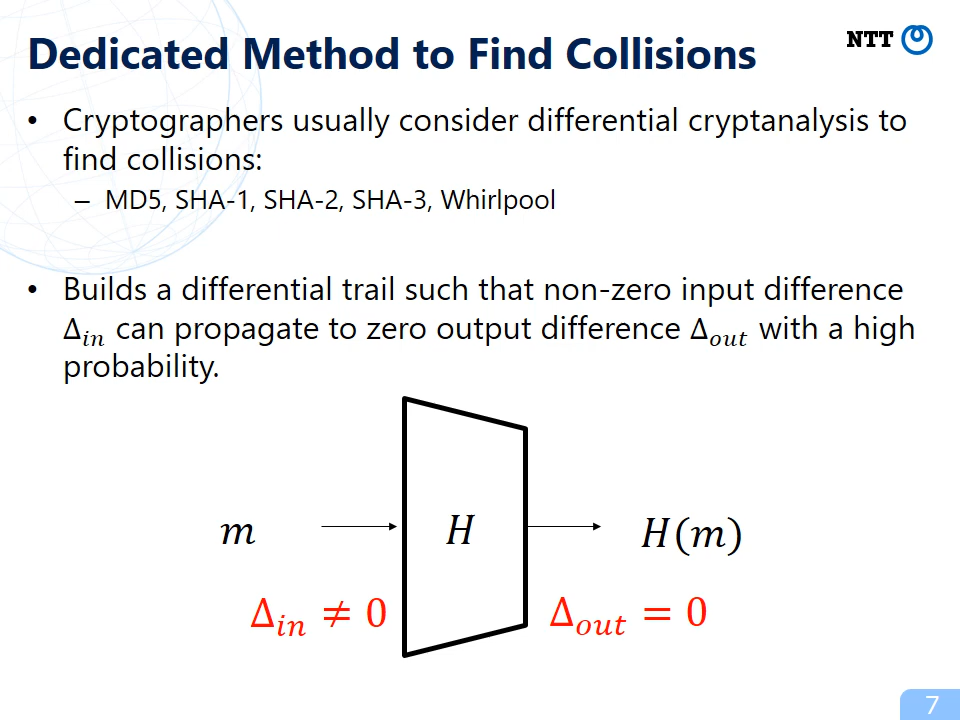 Dedicated Method to Find Collisions
NTT
• Cryptographers usually consider differential cryptanalysis to
find collisions:
– MD5, SHA-1, SHA-2, SHA-3, Whirlpool
• Builds a differential trail such that non-zero input difference
Δ_in can propagate to zero output difference Δ_out with a high
probability.
m H H(m)
Δ_in ≠ 0 Δ_out = 0
7